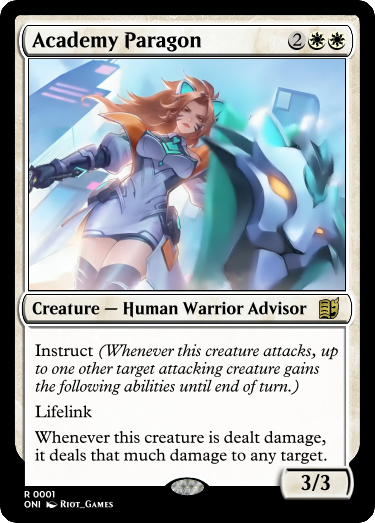 Academy Paragon 2
Creature — Human Warrior Advisor
Instruct (Whenever this creature attacks, up
to one other target attacking creature gains
the following abilities until end of turn.)
Lifelink
Whenever this creature is dealt damage,
it deals that much damage to any target.
3/3
R 0001
ONI Riot_Games